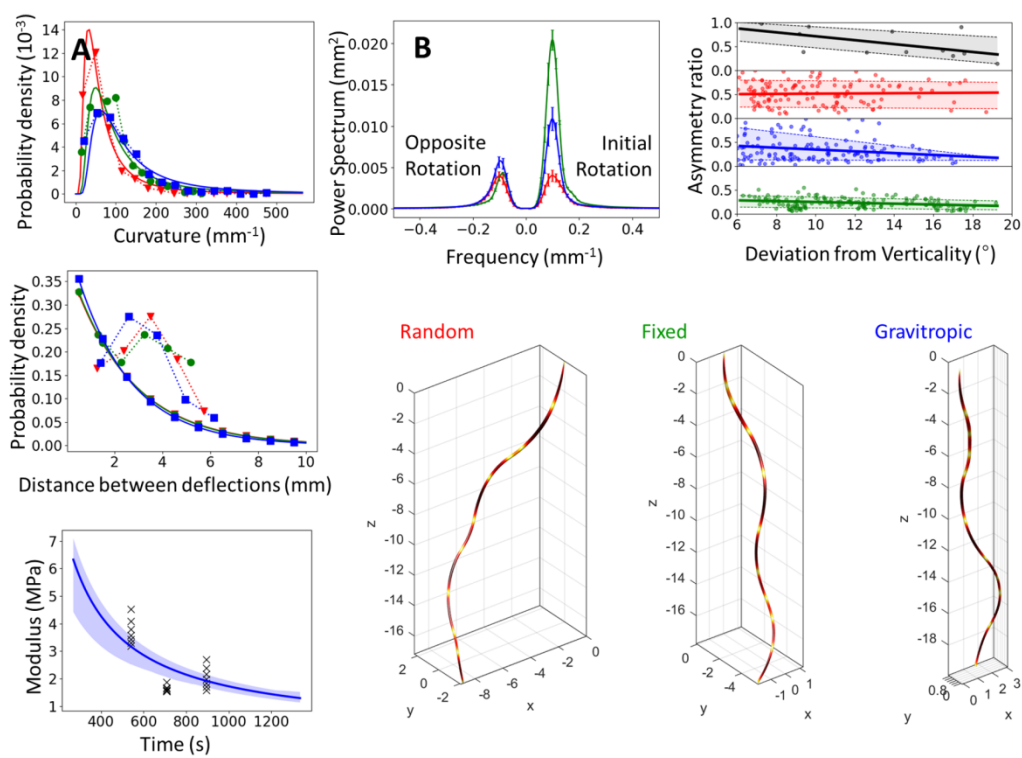 A
Probability density (10⁻³)
14
12
10
8
6
4
2
0
0 100 200 300 400 500
Curvature (mm⁻¹)
B
Power Spectrum (mm²)
0.020
0.015
0.010
0.005
0.000
Opposite
Rotation
Initial
Rotation
−0.4 −0.2 0.0 0.2 0.4
Frequency (mm⁻¹)
Asymmetry ratio
1.0
0.5
0.0
0.5
0.0
0.5
0.0
0.5
0.0
6 8 10 12 14 16 18 20
Deviation from Verticality (°)
Probability density
0.35
0.30
0.25
0.20
0.15
0.10
0.05
0.00
2 4 6 8 10
Distance between deflections (mm)
Modulus (MPa)
7
6
5
4
3
2
1
400 600 800 1000 1200
Time (s)
Random
0
-2
-4
-6
-8
-10
-12
-14
-16
z
2
0
-2
y
-8 -6 -4 -2 0
x
Fixed
0
-2
-4
-6
-8
-10
-12
-14
-16
z
0
-2
-4
y
-1 0 1
x
Gravitropic
0
-2
-4
-6
-8
-10
-12
-14
-16
-18
z
0.8
0
y
0 1 2 3
x